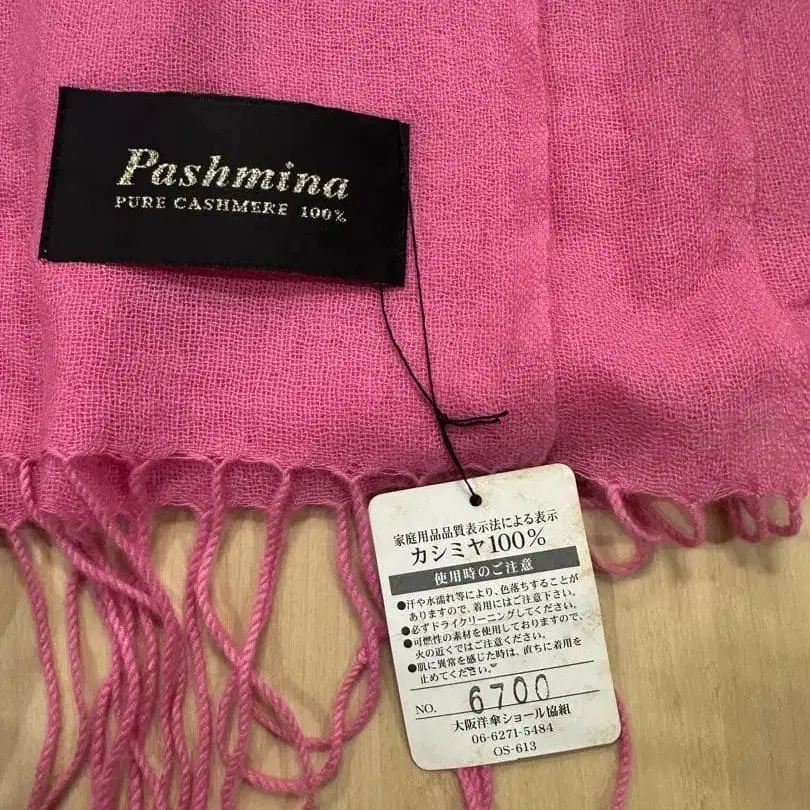 Pashmina
PURE CASHMERE 100%
家庭用品品質表示法による表示
カシミヤ100%
使用時のご注意
●汗や水濡れ等により、色落ちすることが
ありますので、着用にはご注意下さい。
●必ずドライクリーニングしてください。
●可燃性の素材を使用しておりますので、
火の近くではご注意ください。
●肌に異常を感じた時は、直ちに着用を
止めてください。
NO. 6700
大阪洋傘ショール協組
06-6271-5484
OS-613